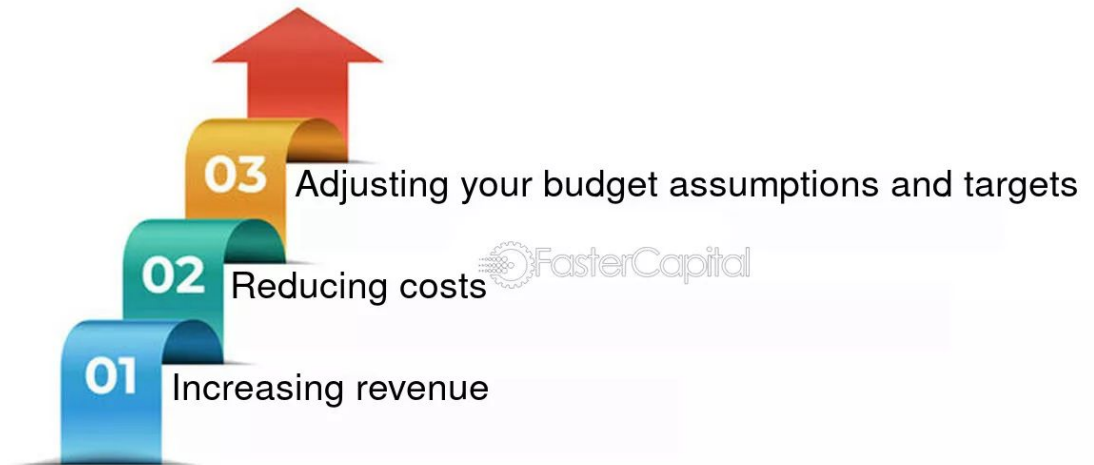 03
Adjusting your budget assumptions and targets
FasterCapital
02
Reducing costs
01
Increasing revenue